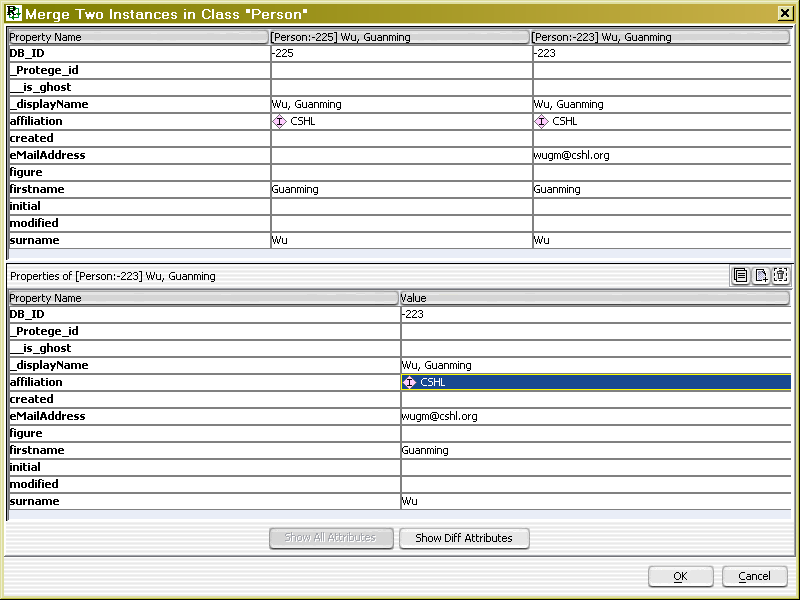 Merge Two Instances in Class "Person"
Property Name [Person:-225] Wu, Guanming [Person:-223] Wu, Guanming
DB_ID -225 -223
_Protege_id
__is_ghost
_displayName Wu, Guanming Wu, Guanming
affiliation I CSHL I CSHL
created
eMailAddress wugm@cshl.org
figure
firstname Guanming Guanming
initial
modified
surname Wu Wu
Properties of [Person:-223] Wu, Guanming
Property Name Value
DB_ID -223
_Protege_id
__is_ghost
_displayName Wu, Guanming
affiliation I CSHL
created
eMailAddress wugm@cshl.org
figure
firstname Guanming
initial
modified
surname Wu
Show All Attributes Show Diff Attributes
OK Cancel